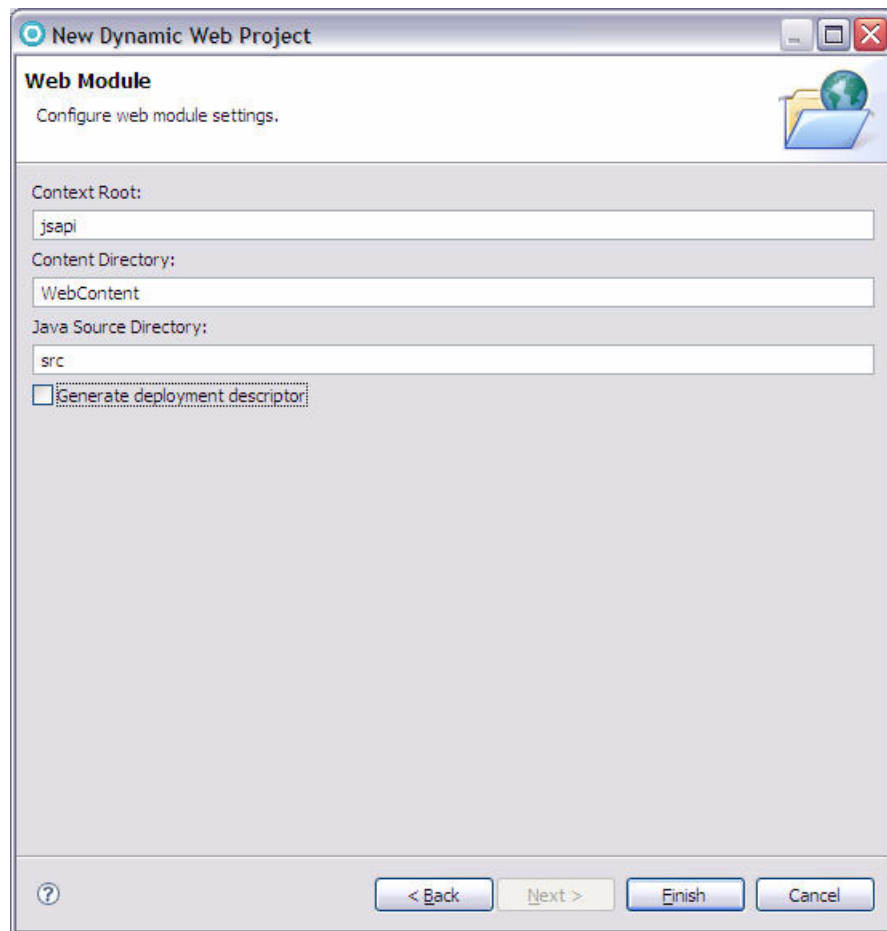 New Dynamic Web Project
Web Module
Configure web module settings.
Context Root:
jsapi
Content Directory:
WebContent
Java Source Directory:
src
Generate deployment descriptor
?
< Back Next > Finish Cancel